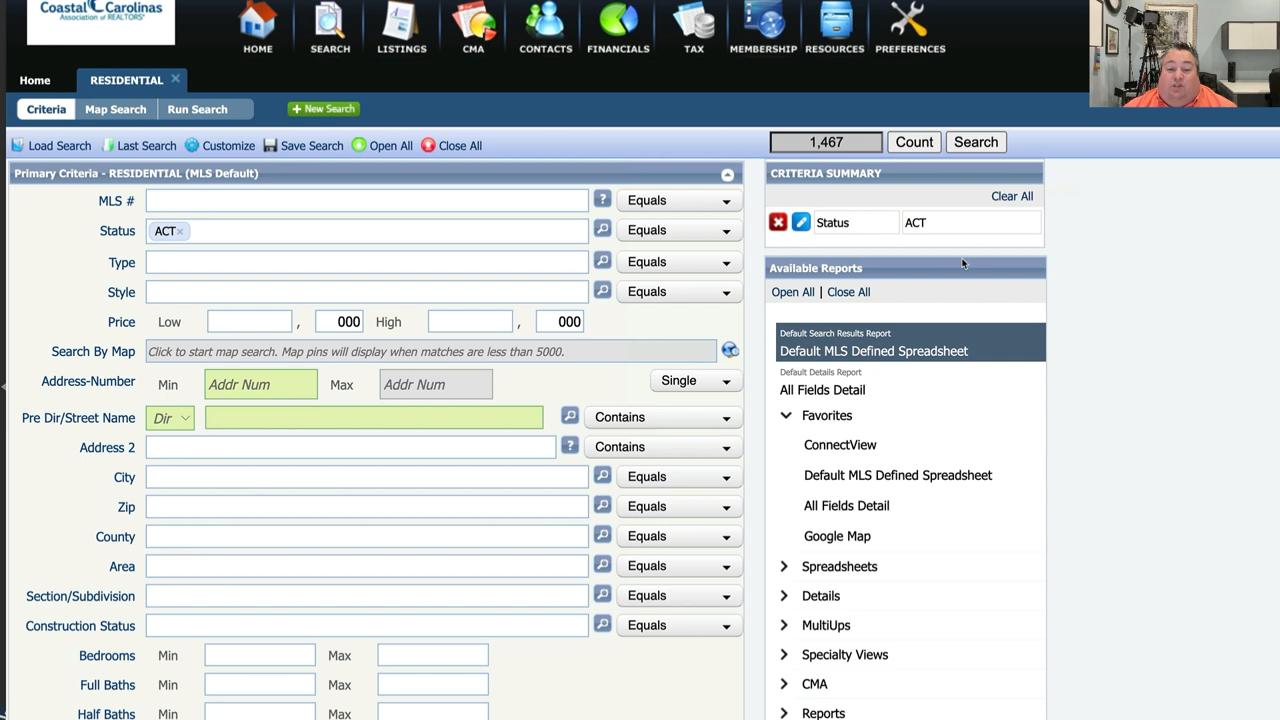 Coastal Carolinas
Association of REALTORS®
HOME
SEARCH
LISTINGS
CMA
CONTACTS
FINANCIALS
TAX
MEMBERSHIP
RESOURCES
PREFERENCES
Home
RESIDENTIAL
Criteria
Map Search
Run Search
+ New Search
Load Search
Last Search
Customize
Save Search
Open All
Close All
1,467
Count
Search
Primary Criteria - RESIDENTIAL (MLS Default)
MLS #
?
Equals
Status
ACT×
Equals
Type
Equals
Style
Equals
Price Low , 000 High , 000
Search By Map
Click to start map search. Map pins will display when matches are less than 5000.
Address-Number
Min Addr Num Max Addr Num
Single
Pre Dir/Street Name
Dir
Contains
Address 2
?
Contains
City
Equals
Zip
Equals
County
Equals
Area
Equals
Section/Subdivision
Equals
Construction Status
Equals
Bedrooms Min Max
Full Baths Min Max
Half Baths Min Max
CRITERIA SUMMARY
Clear All
Status ACT
Available Reports
Open All | Close All
Default Search Results Report
Default MLS Defined Spreadsheet
Default Details Report
All Fields Detail
Favorites
ConnectView
Default MLS Defined Spreadsheet
All Fields Detail
Google Map
Spreadsheets
Details
MultiUps
Specialty Views
CMA
Reports